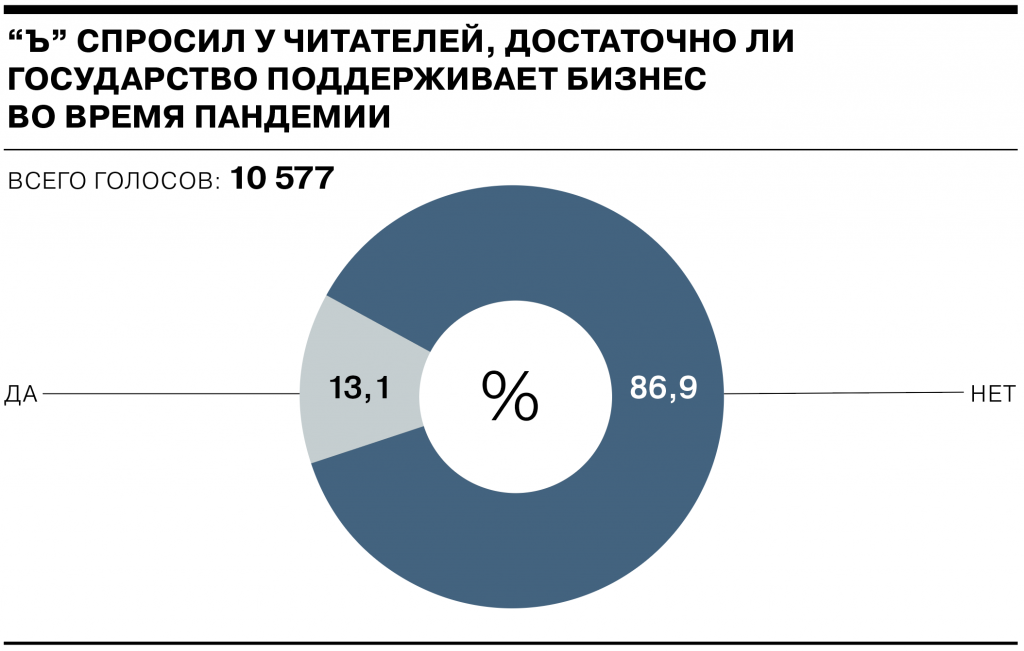 “Ъ” СПРОСИЛ У ЧИТАТЕЛЕЙ, ДОСТАТОЧНО ЛИ
ГОСУДАРСТВО ПОДДЕРЖИВАЕТ БИЗНЕС
ВО ВРЕМЯ ПАНДЕМИИ
ВСЕГО ГОЛОСОВ: 10 577
ДА
13,1
%
86,9
НЕТ